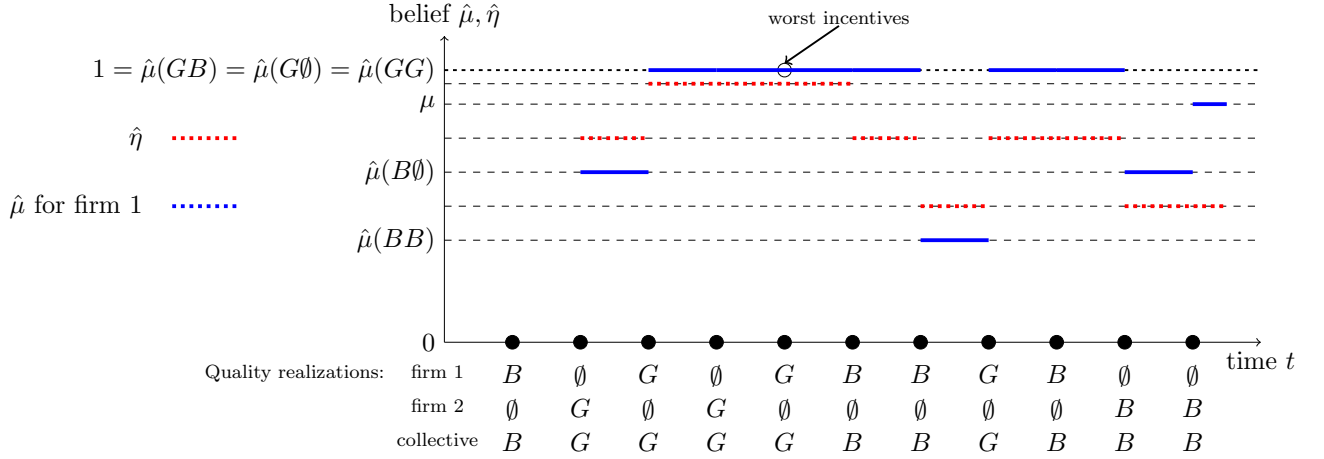 belief μ̂, η̂
worst incentives
1 = μ̂(GB) = μ̂(G∅) = μ̂(GG)
μ
η̂
μ̂(B∅)
μ̂ for firm 1
μ̂(BB)
0
time t
Quality realizations: firm 1 B ∅ G ∅ G B B G B ∅ ∅
firm 2 ∅ G ∅ G ∅ ∅ ∅ ∅ ∅ B B
collective B G G G G B B G B B B